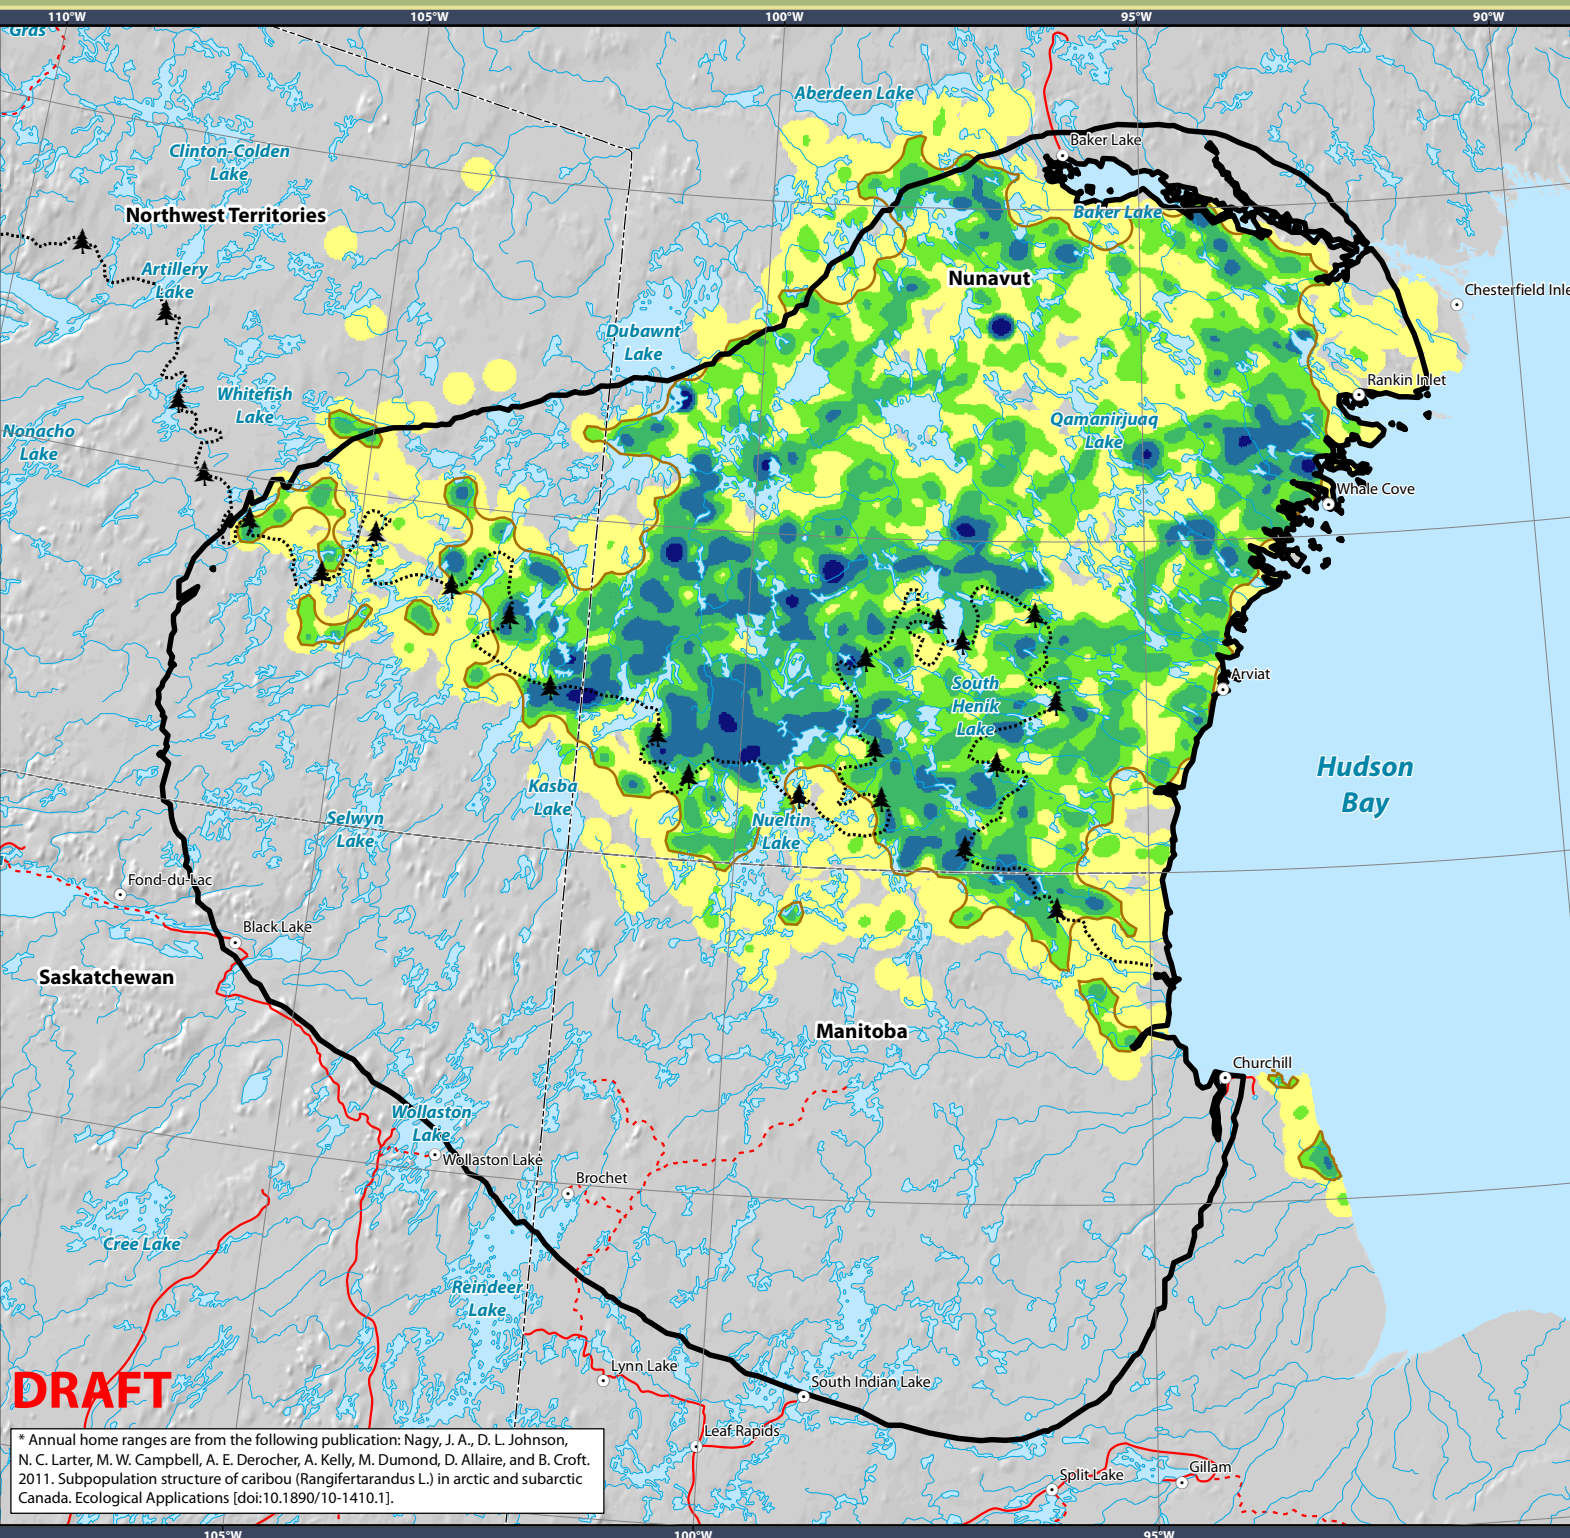 110°W
105°W
100°W
95°W
90°W
Gras
Aberdeen Lake
Baker Lake
Clinton-Colden
Lake
Northwest Territories
Baker Lake
Artillery
Lake
Nunavut
Chesterfield Inle
Dubawnt
Lake
Rankin Inlet
Whitefish
Lake
Qamanirjuaq
Lake
Nonacho
Lake
Whale Cove
South
Henik
Lake
Arviat
Hudson
Bay
Kasba
Lake
Selwyn
Lake
Nueltin
Lake
Fond-du-Lac
Black Lake
Saskatchewan
Manitoba
Churchill
Wollaston
Lake
Wollaston Lake
Brochet
Cree Lake
Reindeer
Lake
Lynn Lake
South Indian Lake
DRAFT
Leaf Rapids
Split Lake
Gillam
* Annual home ranges are from the following publication: Nagy, J. A., D. L. Johnson,
N. C. Larter, M. W. Campbell, A. E. Derocher, A. Kelly, M. Dumond, D. Allaire, and B. Croft.
2011. Subpopulation structure of caribou (Rangifertarandus L.) in arctic and subarctic
Canada. Ecological Applications [doi:10.1890/10-1410.1].
105°W
100°W
95°W